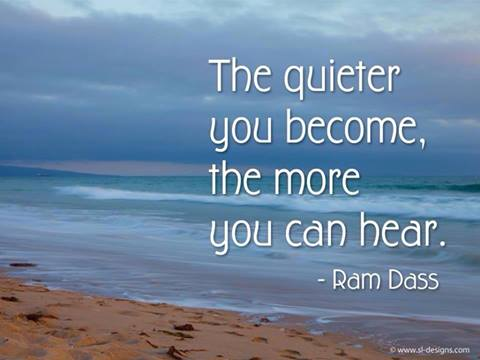 The quieter
you become,
the more
you can hear.
- Ram Dass
© www.sl-designs.com